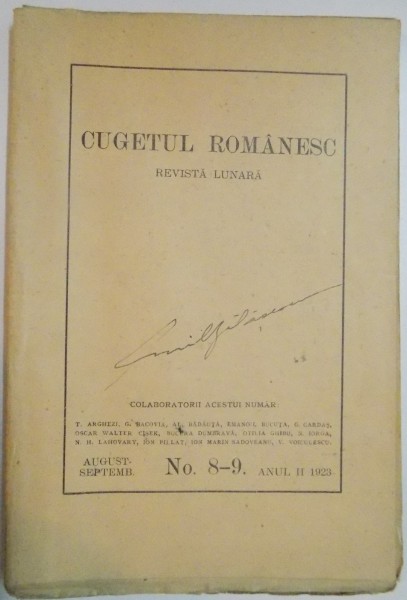 CUGETUL ROMÂNESC
REVISTĂ LUNARĂ
COLABORATORII ACESTUI NUMĂR:
T. ARGHEZI, G. BACOVIA, AL. BĂDĂUȚĂ, EMANOIL BUCUȚA, G. CARDAȘ,
OSCAR WALTER CISEK, BUCURA DUMBRAVĂ, OTILIA GHIBU, N. IORGA,
N. H. LAHOVARY, ION PILLAT, ION MARIN SADOVEANU, V. VOICULESCU.
AUGUST-
SEPTEMB. No. 8–9. ANUL II 1923